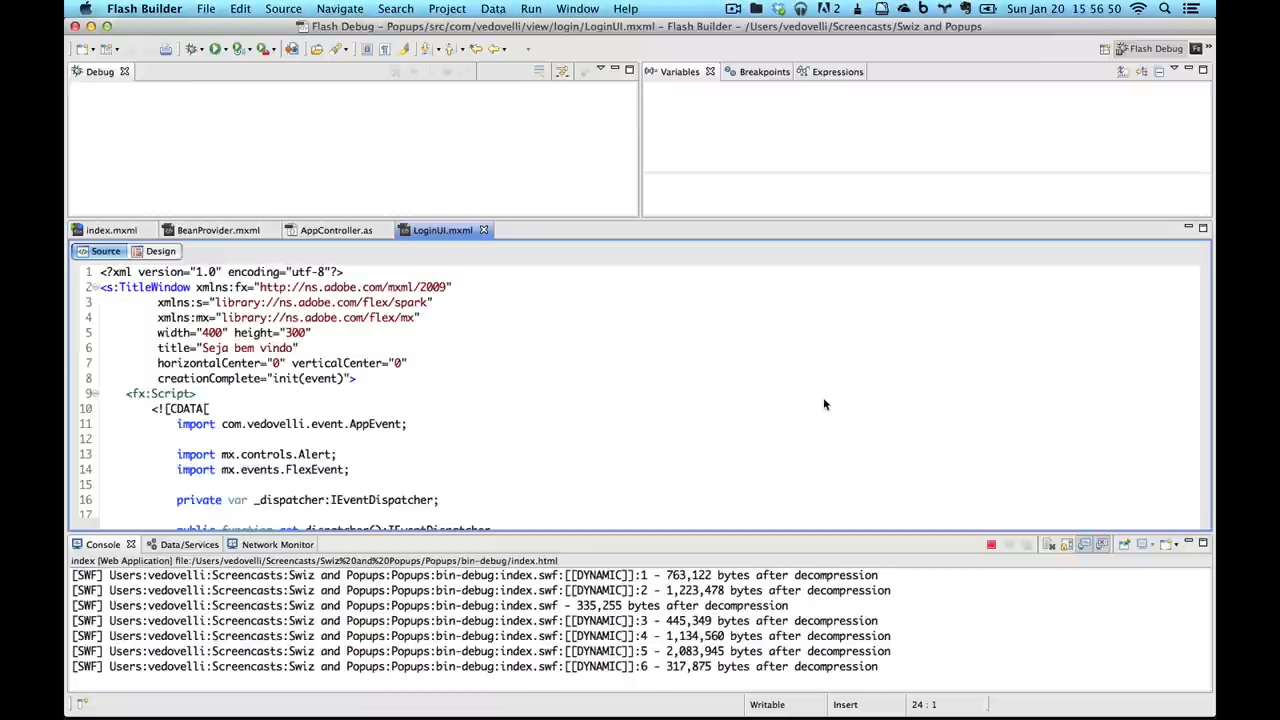 Flash Builder File Edit Source Navigate Search Project Data Run Window Help 2 Sun Jan 20 15 56 50
Flash Debug – Popups/src/com/vedovelli/view/login/LoginUI.mxml – Flash Builder – /Users/vedovelli/Screencasts/Swiz and Popups
Flash Debug
Debug
Variables Breakpoints Expressions
index.mxml BeanProvider.mxml AppController.as LoginUI.mxml
Source Design
1 <?xml version="1.0" encoding="utf-8"?>
2 <s:TitleWindow xmlns:fx="http://ns.adobe.com/mxml/2009"
3 xmlns:s="library://ns.adobe.com/flex/spark"
4 xmlns:mx="library://ns.adobe.com/flex/mx"
5 width="400" height="300"
6 title="Seja bem vindo"
7 horizontalCenter="0" verticalCenter="0"
8 creationComplete="init(event)">
9 <fx:Script>
10 <![CDATA[
11 import com.vedovelli.event.AppEvent;
12
13 import mx.controls.Alert;
14 import mx.events.FlexEvent;
15
16 private var _dispatcher:IEventDispatcher;
17
public function get dispatcher():IEventDispatcher
Console Data/Services Network Monitor
index [Web Application] file:/Users/vedovelli/Screencasts/Swiz%20and%20Popups/Popups/bin-debug/index.html
[SWF] Users:vedovelli:Screencasts:Swiz and Popups:Popups:bin-debug:index.swf:[[DYNAMIC]]:1 - 763,122 bytes after decompression
[SWF] Users:vedovelli:Screencasts:Swiz and Popups:Popups:bin-debug:index.swf:[[DYNAMIC]]:2 - 1,223,478 bytes after decompression
[SWF] Users:vedovelli:Screencasts:Swiz and Popups:Popups:bin-debug:index.swf - 335,255 bytes after decompression
[SWF] Users:vedovelli:Screencasts:Swiz and Popups:Popups:bin-debug:index.swf:[[DYNAMIC]]:3 - 445,349 bytes after decompression
[SWF] Users:vedovelli:Screencasts:Swiz and Popups:Popups:bin-debug:index.swf:[[DYNAMIC]]:4 - 1,134,560 bytes after decompression
[SWF] Users:vedovelli:Screencasts:Swiz and Popups:Popups:bin-debug:index.swf:[[DYNAMIC]]:5 - 2,083,945 bytes after decompression
[SWF] Users:vedovelli:Screencasts:Swiz and Popups:Popups:bin-debug:index.swf:[[DYNAMIC]]:6 - 317,875 bytes after decompression
Writable Insert 24 : 1